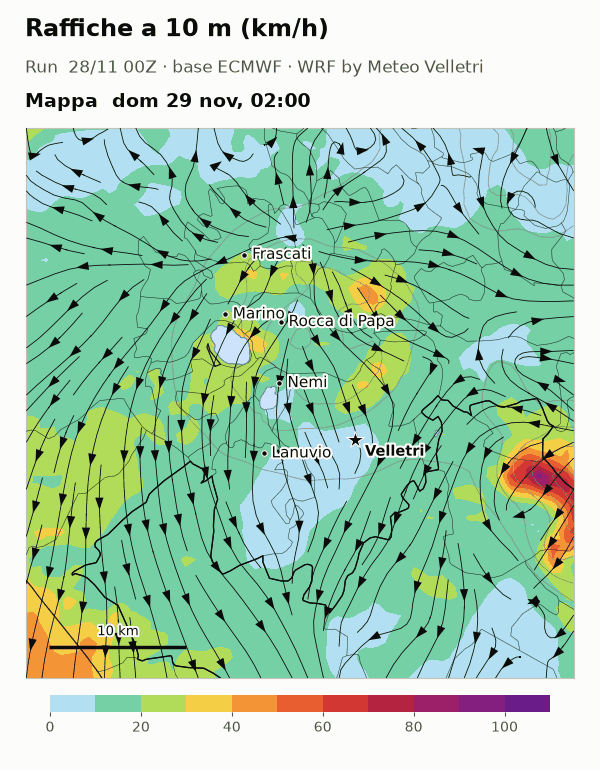 Raffiche a 10 m (km/h)
Run  28/11 00Z · base ECMWF · WRF by Meteo Velletri
Mappa  dom 29 nov, 02:00
Frascati
Marino
Rocca di Papa
Nemi
Velletri
Lanuvio
10 km
0 20 40 60 80 100